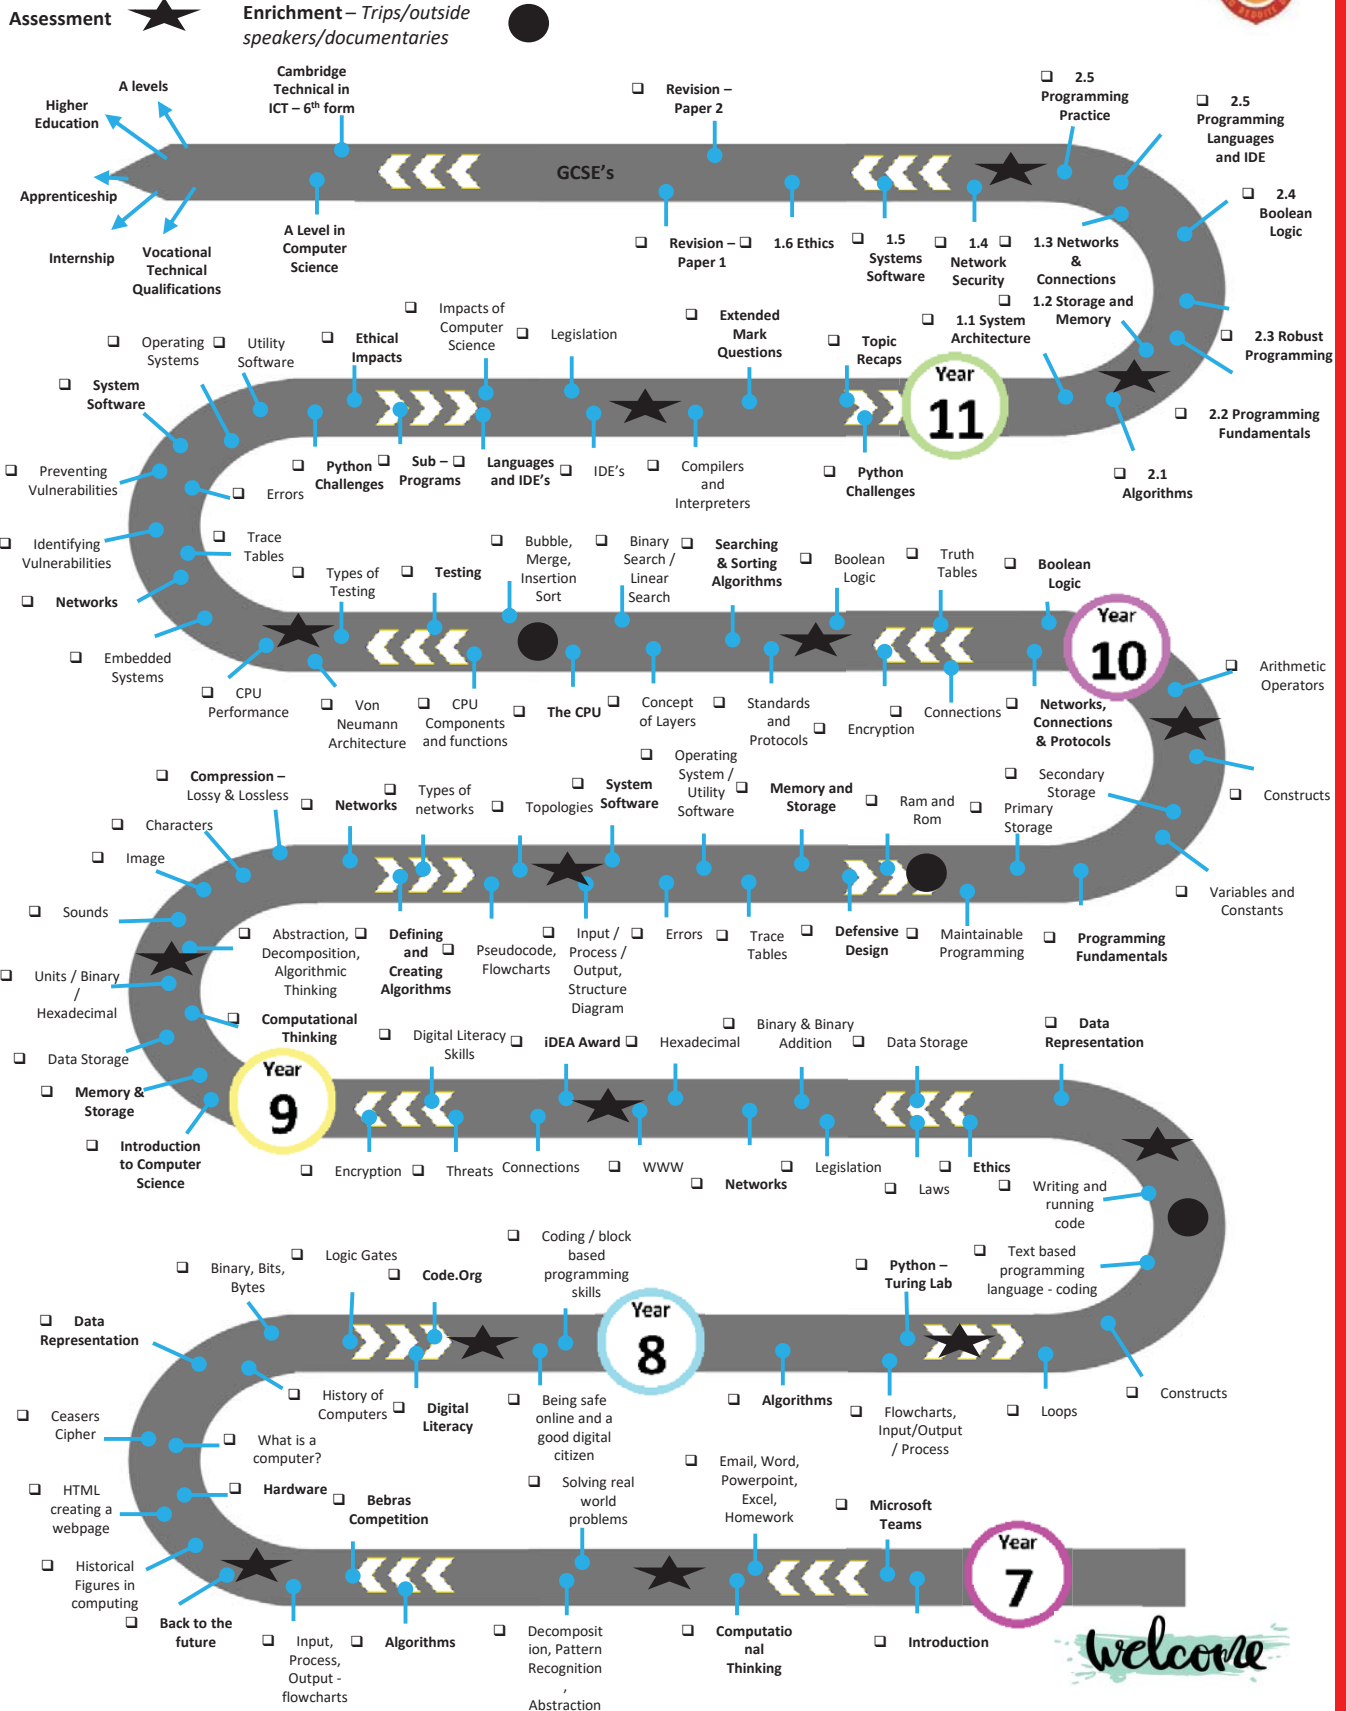 Assessment
Enrichment – Trips/outside
speakers/documentaries
A levels
Higher
Education
Apprenticeship
Internship
Vocational
Technical
Qualifications
Cambridge
Technical in
ICT – 6th form
A Level in
Computer
Science
GCSE's
Revision –
Paper 2
Revision –
Paper 1
1.6 Ethics
1.5
Systems
Software
1.4
Network
Security
1.3 Networks
&
Connections
1.2 Storage and
Memory
1.1 System
Architecture
2.5
Programming
Practice
2.5
Programming
Languages
and IDE
2.4
Boolean
Logic
2.3 Robust
Programming
2.2 Programming
Fundamentals
2.1
Algorithms
Year
11
Operating
Systems
Utility
Software
Ethical
Impacts
Impacts of
Computer
Science
Legislation
Extended
Mark
Questions
Topic
Recaps
System
Software
Preventing
Vulnerabilities
Identifying
Vulnerabilities
Networks
Embedded
Systems
CPU
Performance
Errors
Trace
Tables
Python
Challenges
Sub –
Programs
Languages
and IDE's
IDE's
Compilers
and
Interpreters
Python
Challenges
Types of
Testing
Testing
Bubble,
Merge,
Insertion
Sort
Binary
Search /
Linear
Search
Searching
& Sorting
Algorithms
Boolean
Logic
Truth
Tables
Boolean
Logic
Year
10
Von
Neumann
Architecture
CPU
Components
and functions
The CPU
Concept
of Layers
Standards
and
Protocols
Encryption
Connections
Networks,
Connections
& Protocols
Arithmetic
Operators
Constructs
Variables and
Constants
Compression –
Lossy & Lossless
Networks
Types of
networks
Topologies
System
Software
Operating
System /
Utility
Software
Memory and
Storage
Ram and
Rom
Primary
Storage
Secondary
Storage
Characters
Image
Sounds
Units / Binary
/
Hexadecimal
Data Storage
Memory &
Storage
Introduction
to Computer
Science
Abstraction,
Decomposition,
Algorithmic
Thinking
Computational
Thinking
Defining
and
Creating
Algorithms
Pseudocode,
Flowcharts
Input /
Process /
Output,
Structure
Diagram
Errors
Trace
Tables
Defensive
Design
Maintainable
Programming
Programming
Fundamentals
Year
9
Digital Literacy
Skills
iDEA Award
Hexadecimal
Binary & Binary
Addition
Data Storage
Data
Representation
Encryption
Threats
Connections
WWW
Networks
Legislation
Laws
Ethics
Writing and
running
code
Text based
programming
language - coding
Constructs
Binary, Bits,
Bytes
Logic Gates
Code.Org
Coding / block
based
programming
skills
Year
8
Python –
Turing Lab
Data
Representation
History of
Computers
Digital
Literacy
Being safe
online and a
good digital
citizen
Algorithms
Flowcharts,
Input/Output
/ Process
Loops
Ceasers
Cipher
HTML
creating a
webpage
Historical
Figures in
computing
Back to the
future
What is a
computer?
Hardware
Bebras
Competition
Solving real
world
problems
Email, Word,
Powerpoint,
Excel,
Homework
Microsoft
Teams
Year
7
Input,
Process,
Output -
flowcharts
Algorithms
Decomposit
ion, Pattern
Recognition
,
Abstraction
Computatio
nal
Thinking
Introduction
welcome